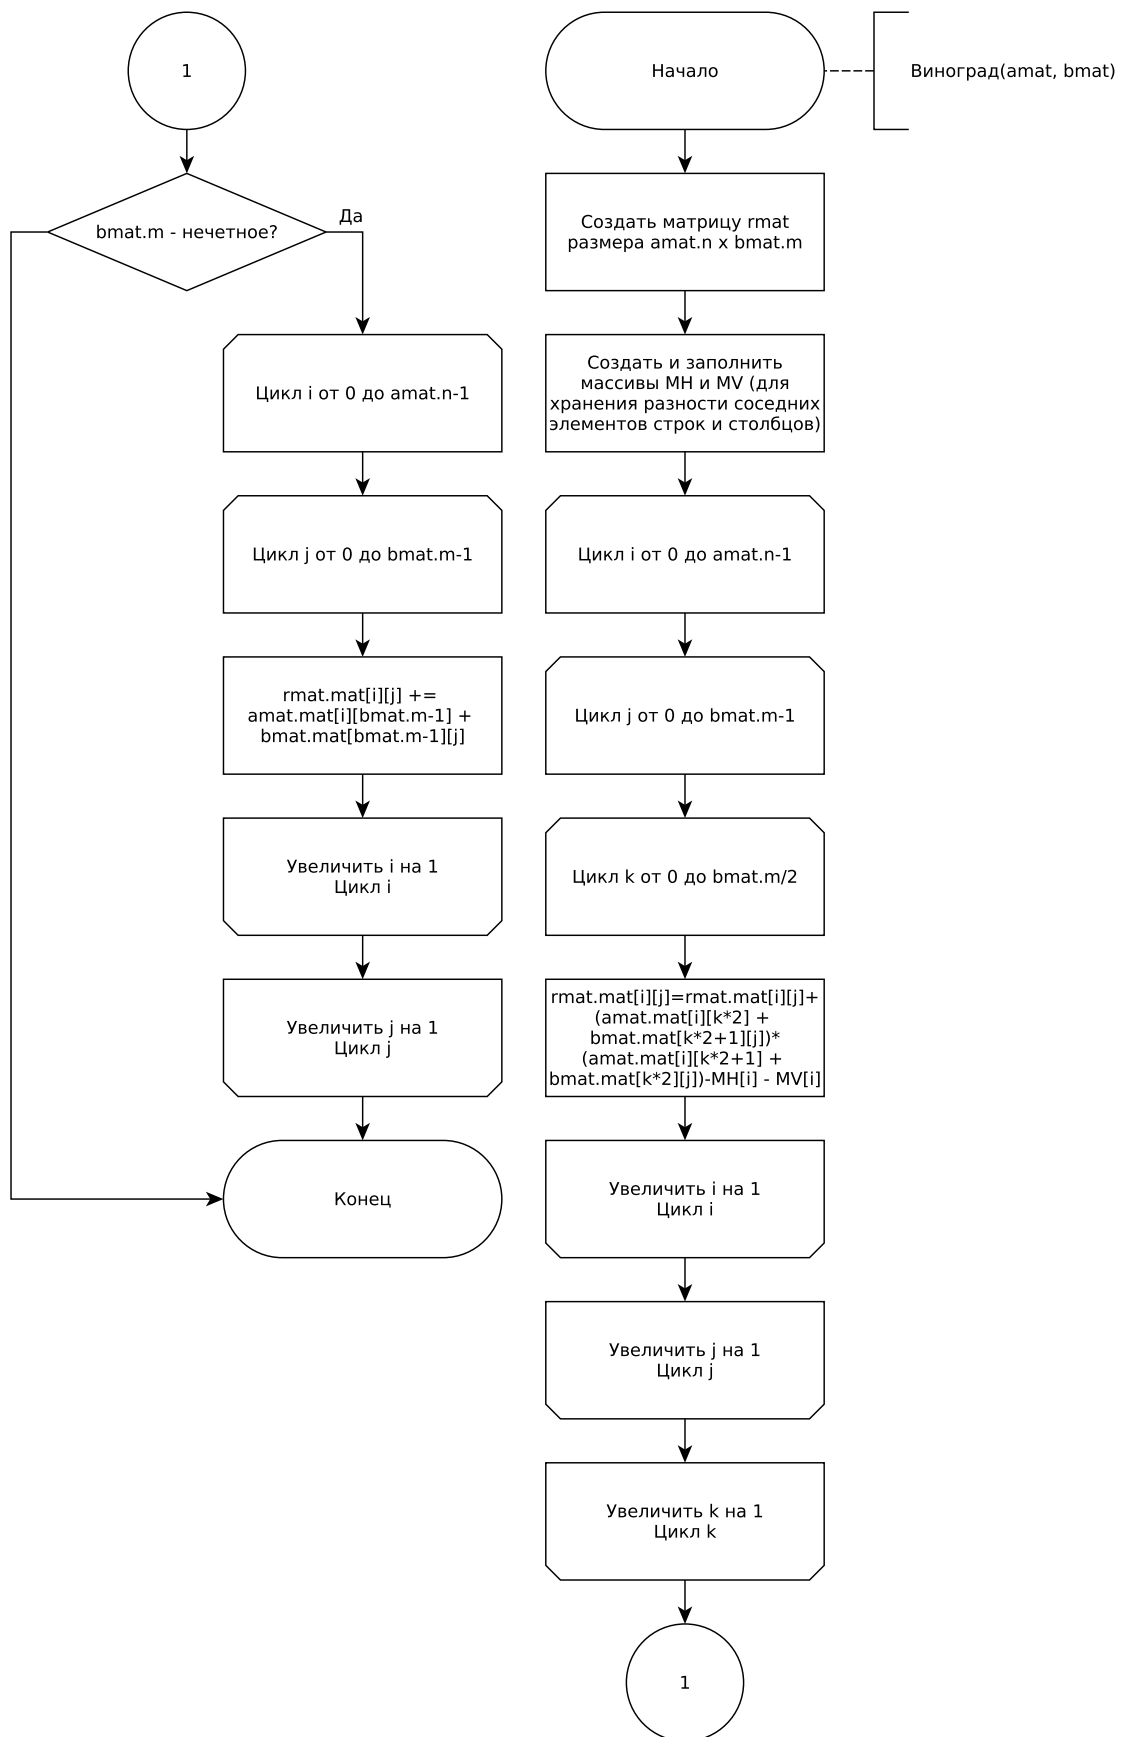 1
bmat.m - нечетное?
Да
Цикл i от 0 до amat.n-1
Цикл j от 0 до bmat.m-1
rmat.mat[i][j] +=
amat.mat[i][bmat.m-1] +
bmat.mat[bmat.m-1][j]
Увеличить i на 1
Цикл i
Увеличить j на 1
Цикл j
Конец
Начало
Виноград(amat, bmat)
Создать матрицу rmat
размера amat.n x bmat.m
Создать и заполнить
массивы MH и MV (для
хранения разности соседних
элементов строк и столбцов)
Цикл i от 0 до amat.n-1
Цикл j от 0 до bmat.m-1
Цикл k от 0 до bmat.m/2
rmat.mat[i][j]=rmat.mat[i][j]+
(amat.mat[i][k*2] +
bmat.mat[k*2+1][j])*
(amat.mat[i][k*2+1] +
bmat.mat[k*2][j])-MH[i] - MV[i]
Увеличить i на 1
Цикл i
Увеличить j на 1
Цикл j
Увеличить k на 1
Цикл k
1